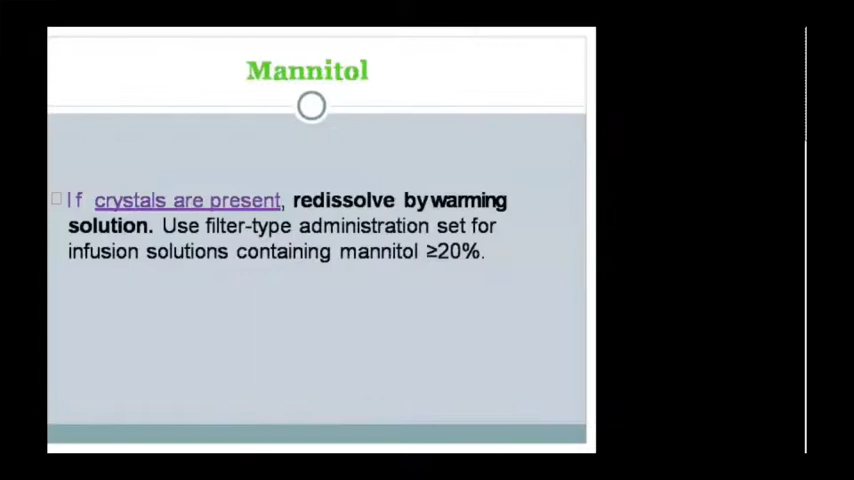 Mannitol
If crystals are present, redissolve by warming
solution. Use filter-type administration set for
infusion solutions containing mannitol ≥20%.